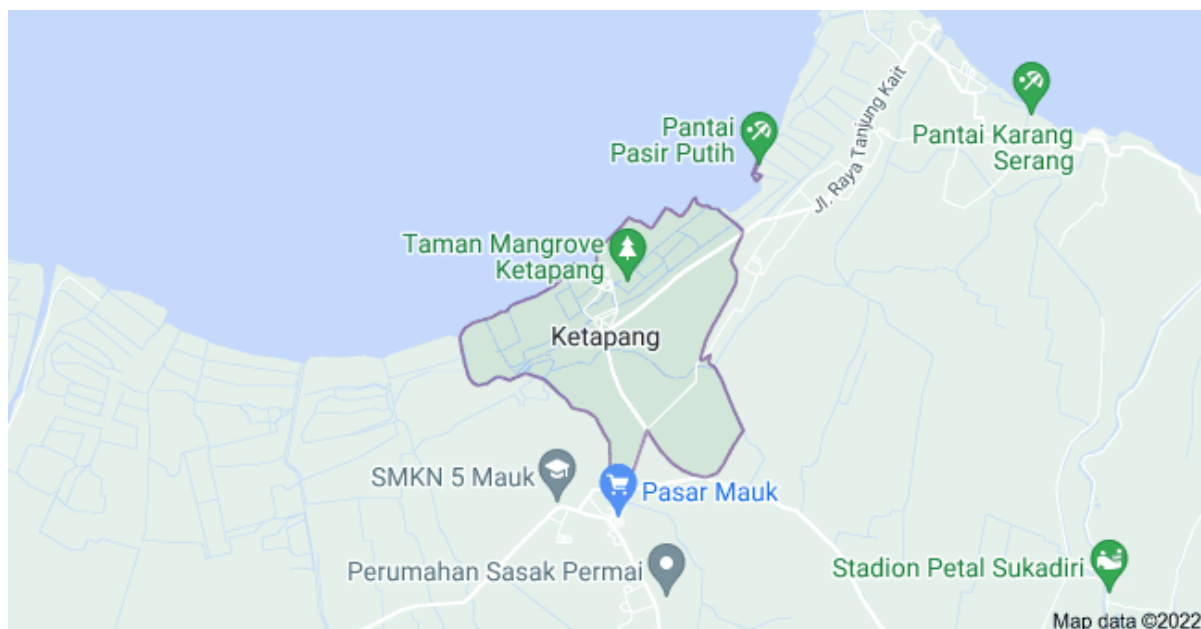 Pantai
Pasir Putih
Jl. Raya Tanjung Kait
Pantai Karang
Serang
Taman Mangrove
Ketapang
Ketapang
SMKN 5 Mauk
Pasar Mauk
Perumahan Sasak Permai
Stadion Petal Sukadiri
Map data ©2022